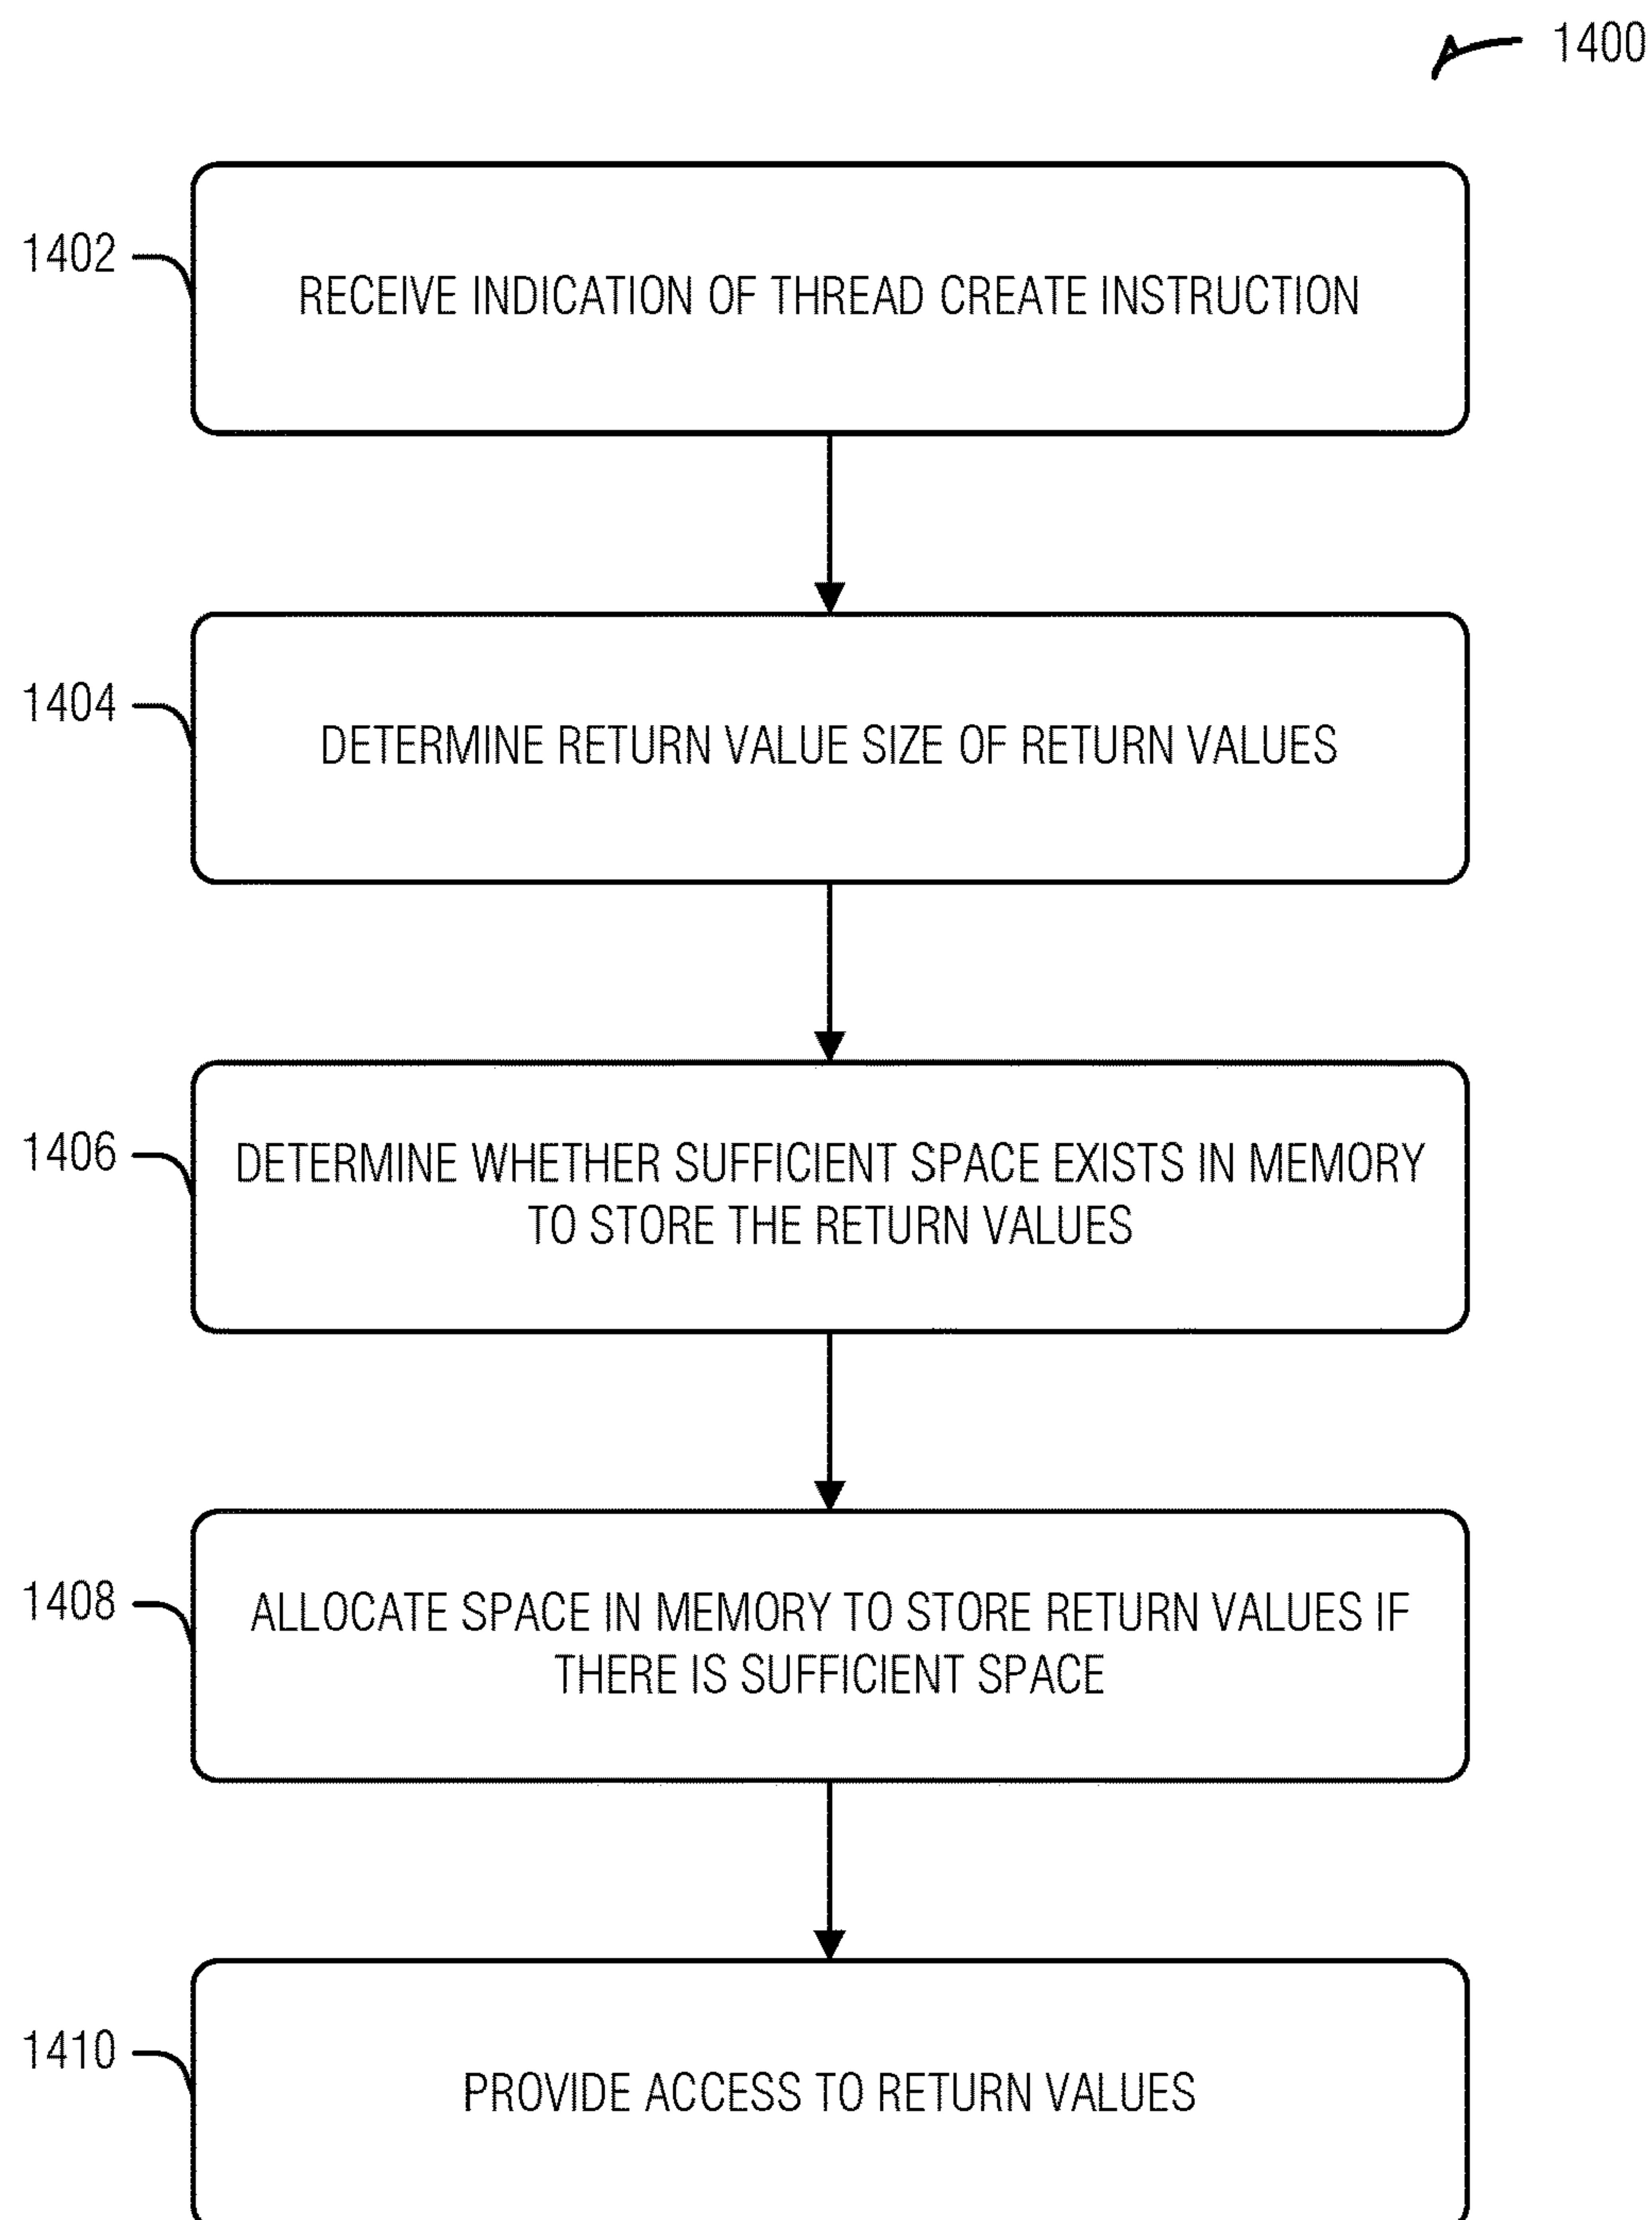 1400
1402
RECEIVE INDICATION OF THREAD CREATE INSTRUCTION
1404
DETERMINE RETURN VALUE SIZE OF RETURN VALUES
1406
DETERMINE WHETHER SUFFICIENT SPACE EXISTS IN MEMORY
TO STORE THE RETURN VALUES
1408
ALLOCATE SPACE IN MEMORY TO STORE RETURN VALUES IF
THERE IS SUFFICIENT SPACE
1410
PROVIDE ACCESS TO RETURN VALUES